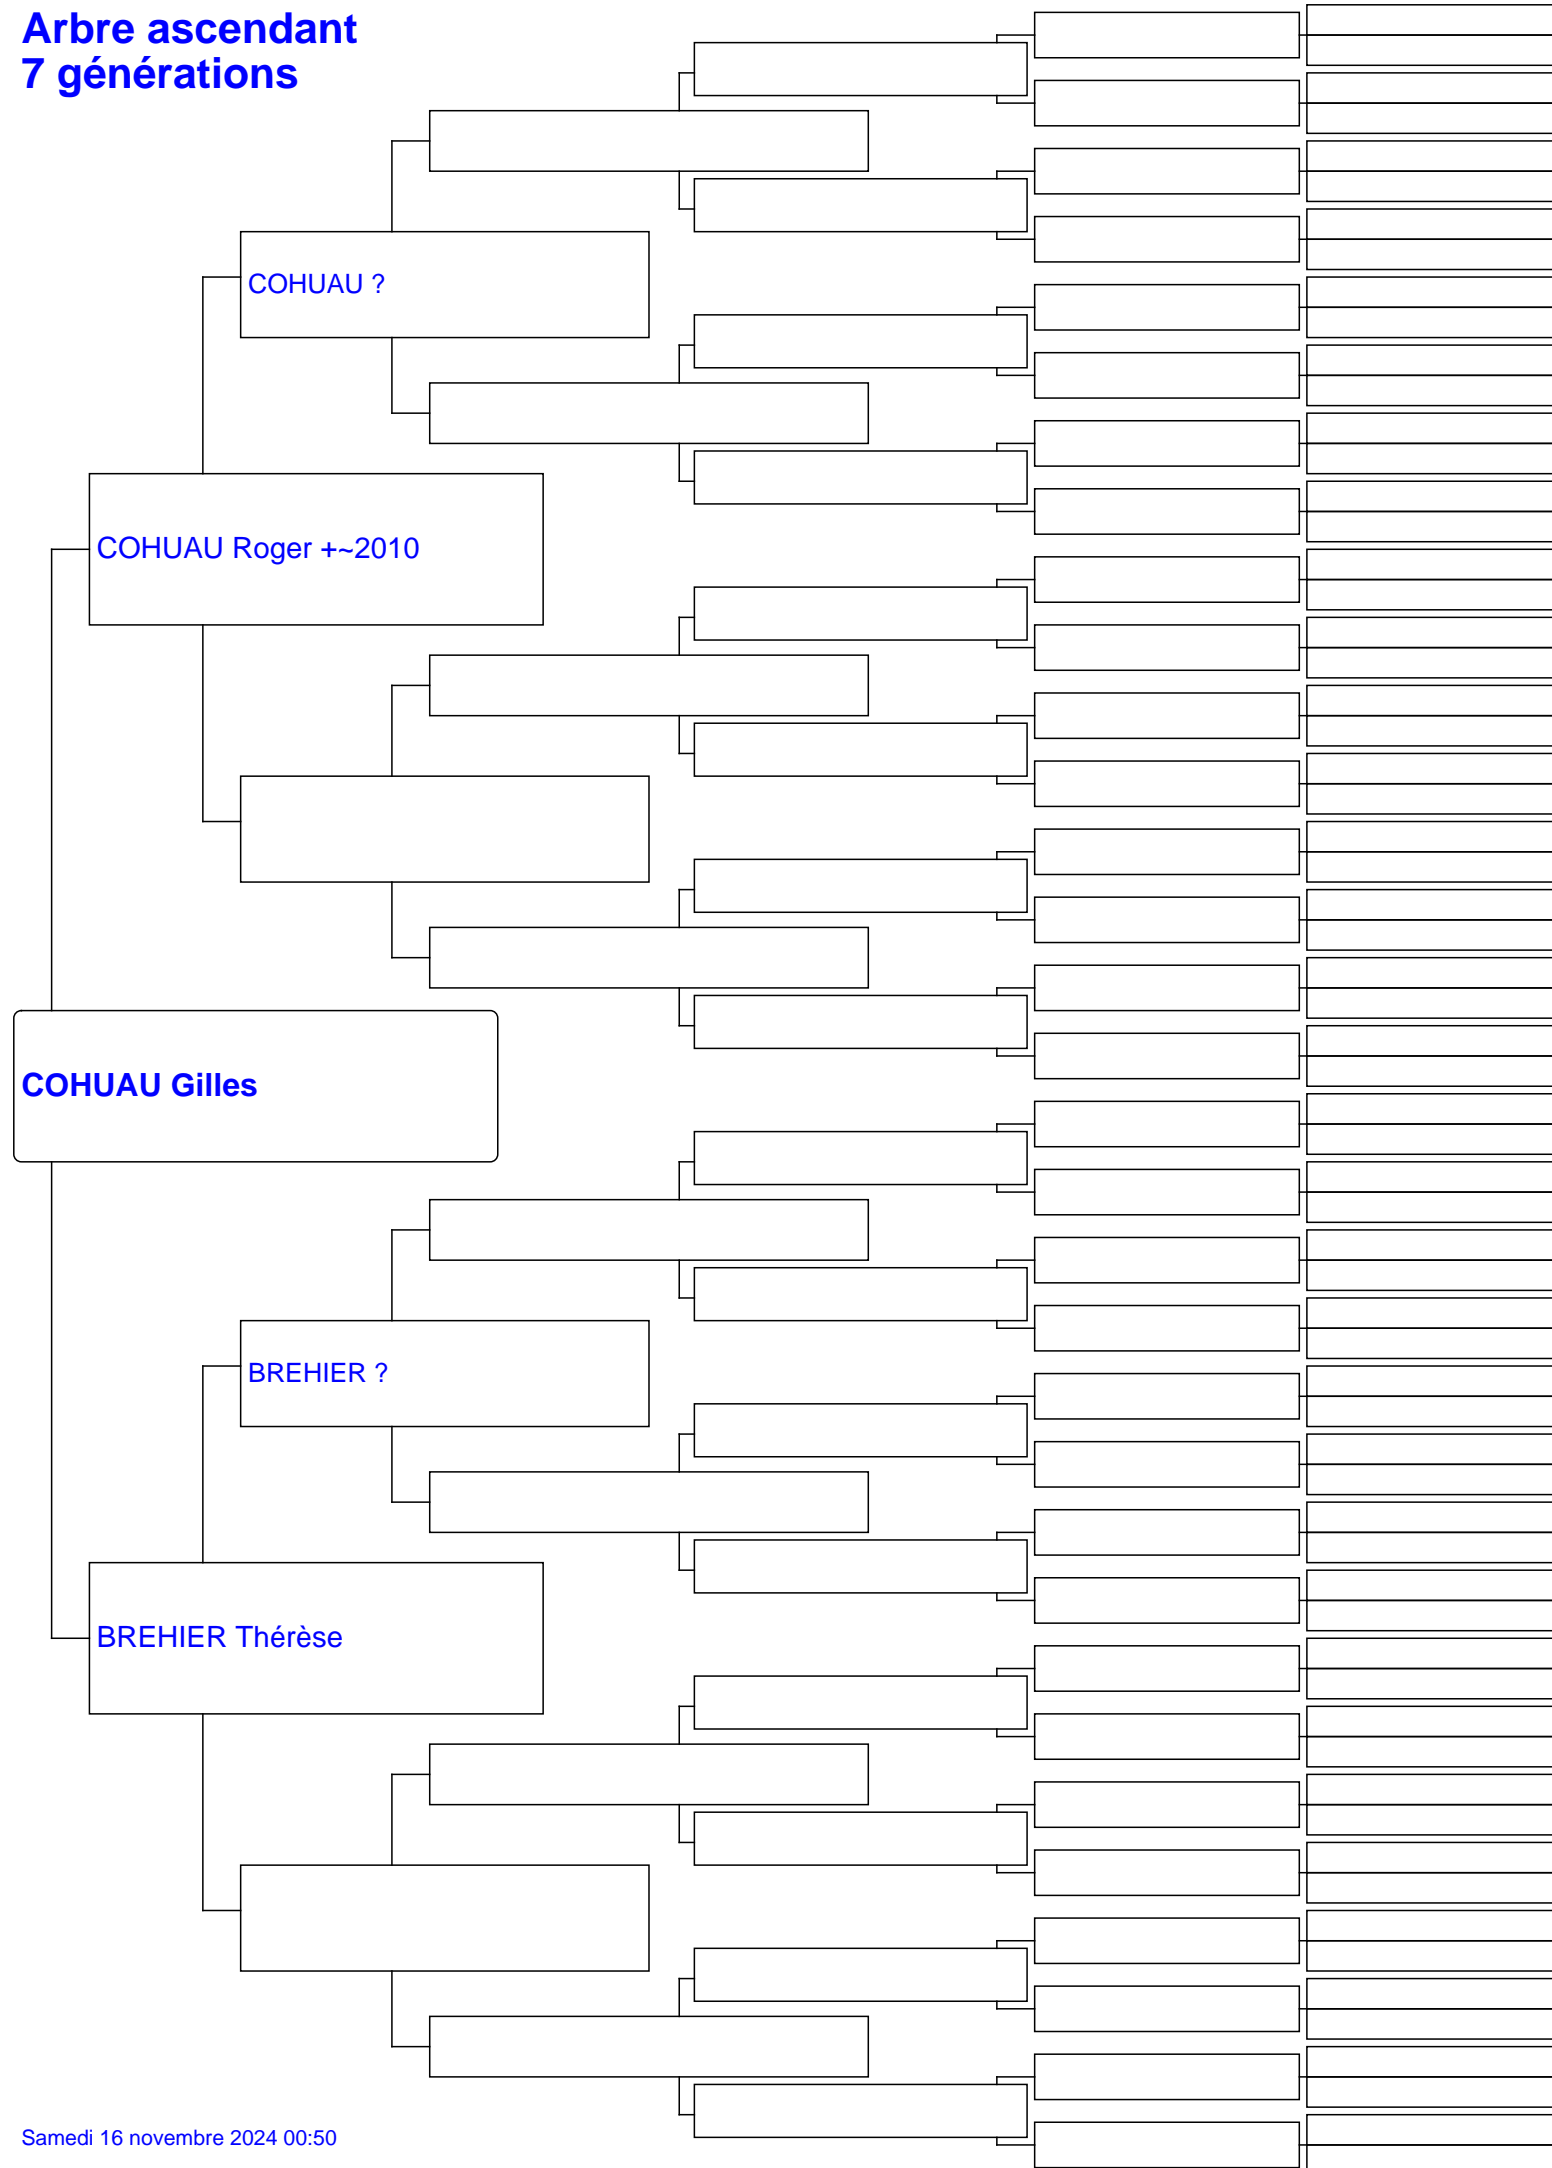 Arbre ascendant
7 générations
COHUAU ?
COHUAU Roger +~2010
COHUAU Gilles
BREHIER ?
BREHIER Thérèse
Samedi 16 novembre 2024 00:50